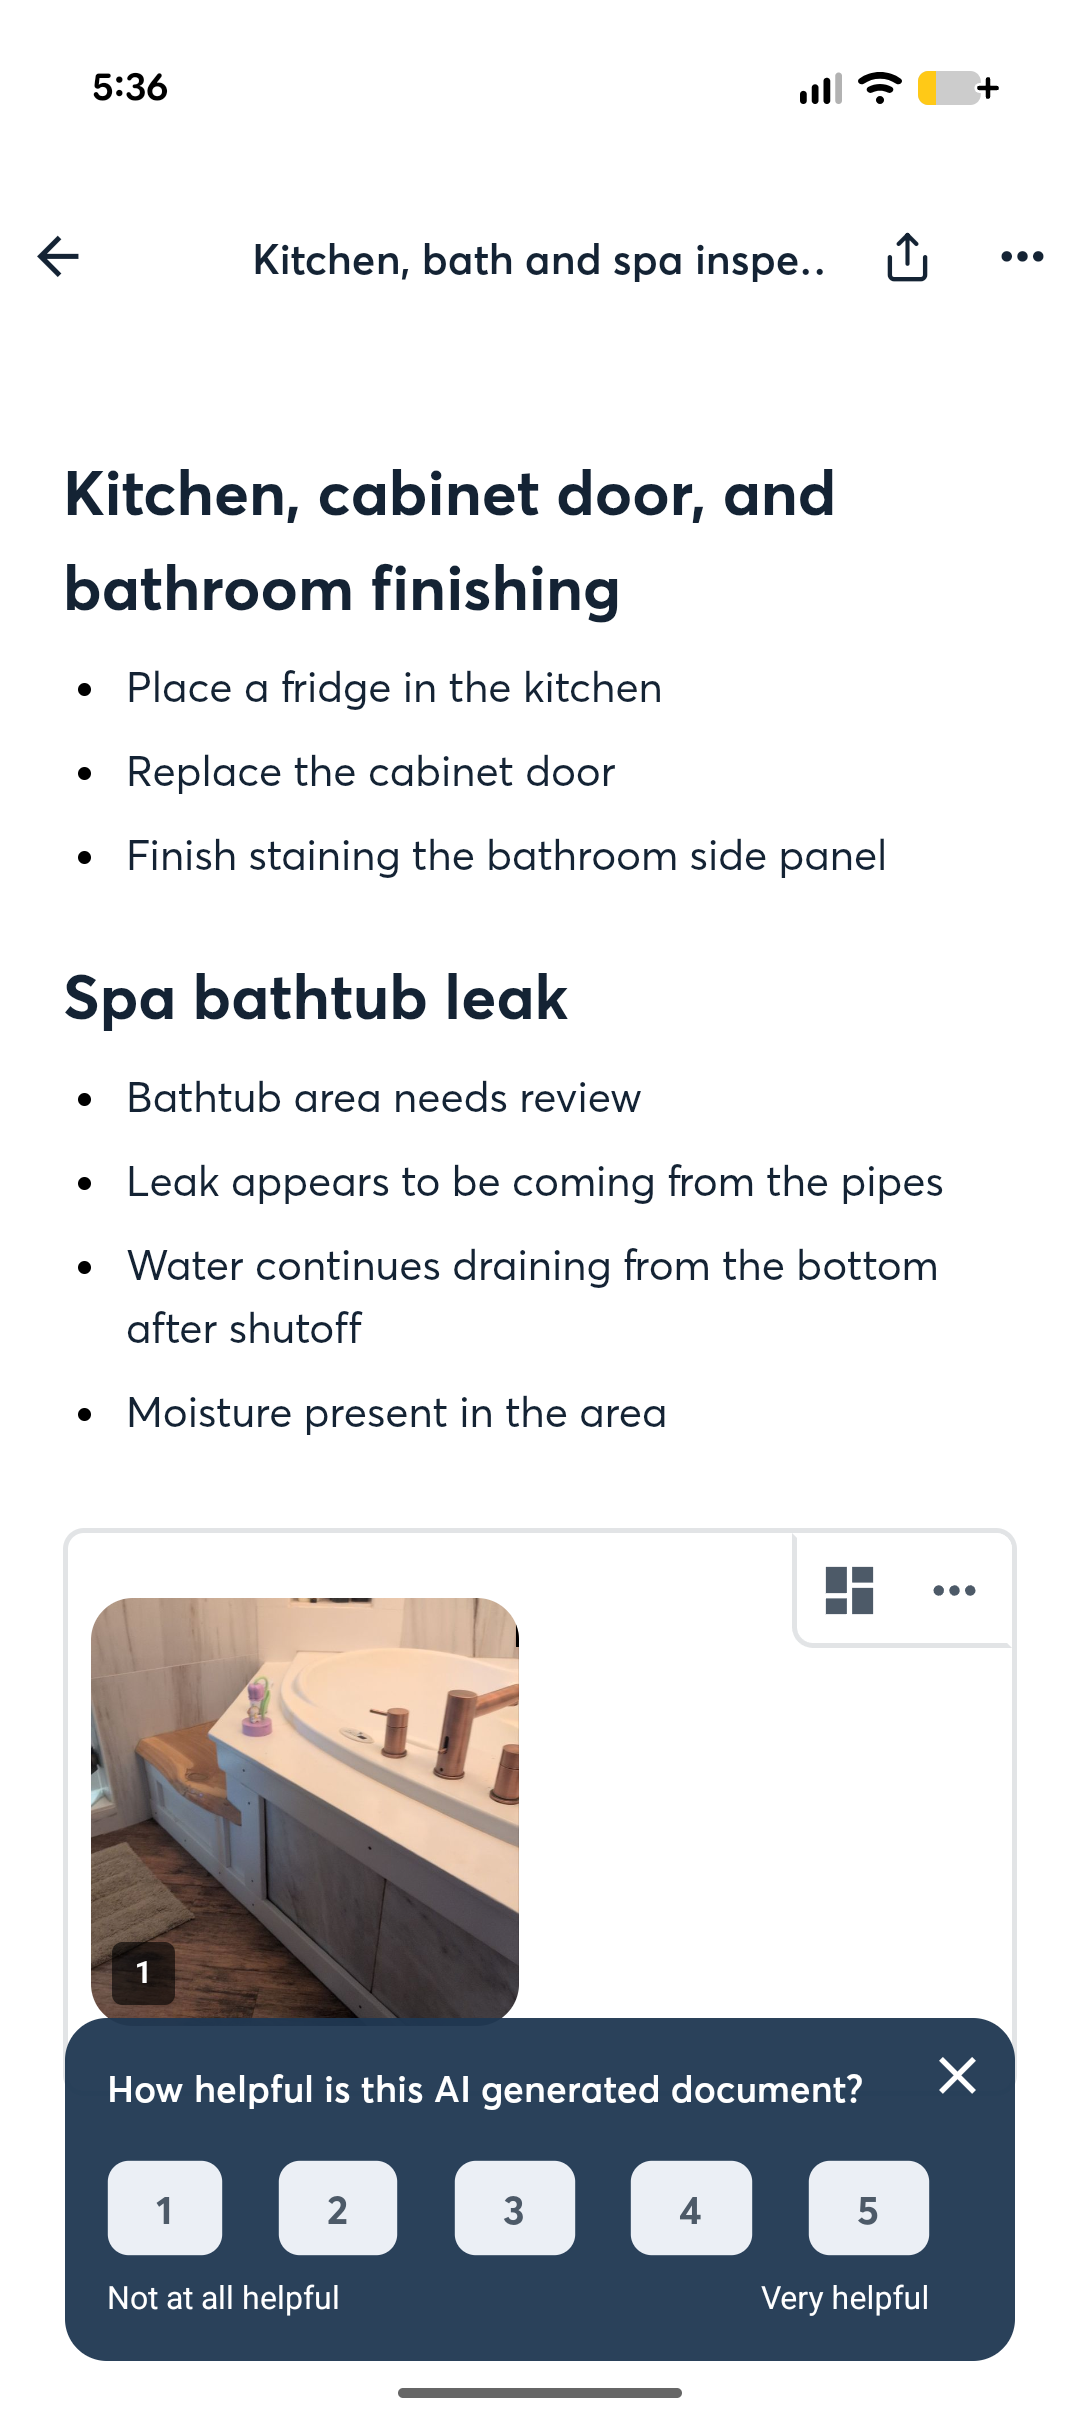 5:36
Kitchen, bath and spa inspe..
Kitchen, cabinet door, and
bathroom finishing
• Place a fridge in the kitchen
• Replace the cabinet door
• Finish staining the bathroom side panel
Spa bathtub leak
• Bathtub area needs review
• Leak appears to be coming from the pipes
• Water continues draining from the bottom
after shutoff
• Moisture present in the area
1
How helpful is this AI generated document?
1 2 3 4 5
Not at all helpful Very helpful